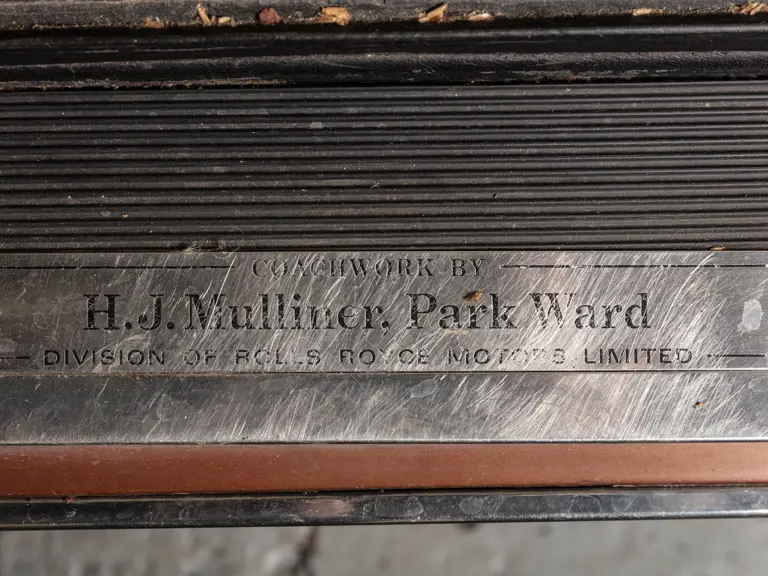 COACHWORK BY
H.J. Mulliner, Park Ward
DIVISION OF ROLLS ROYCE MOTORS LIMITED